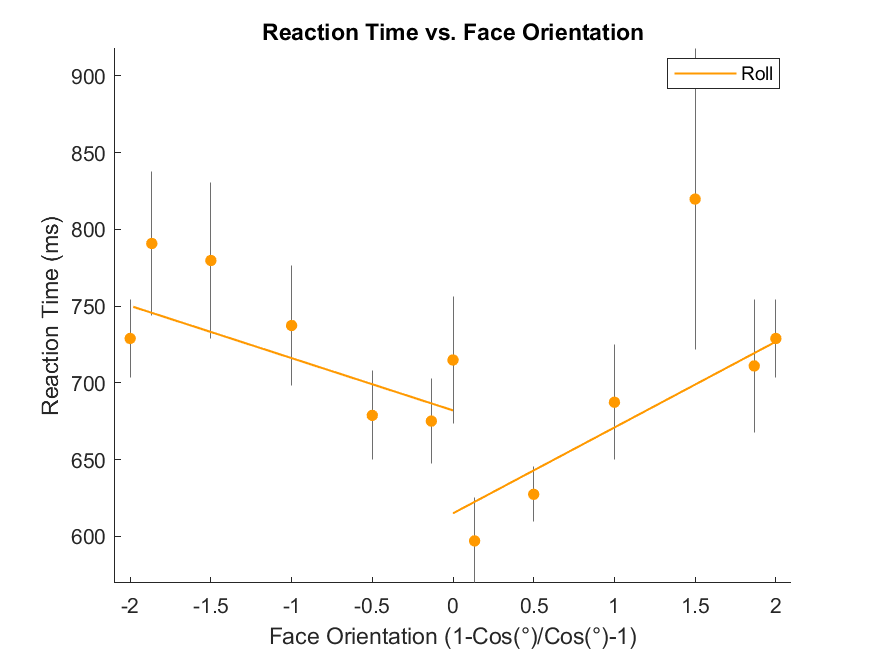 Reaction Time vs. Face Orientation
Roll
Reaction Time (ms)
900
850
800
750
700
650
600
-2 -1.5 -1 -0.5 0 0.5 1 1.5 2
Face Orientation (1-Cos(°)/Cos(°)-1)